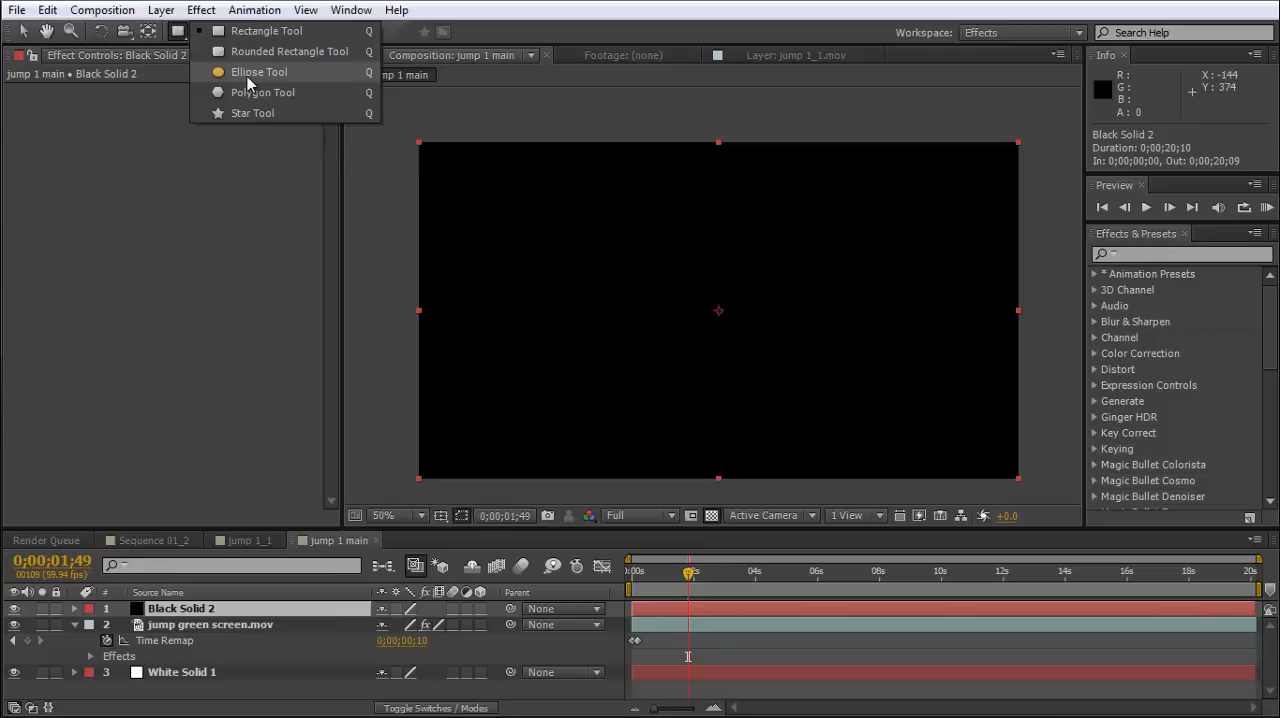 File Edit Composition Layer Effect Animation View Window Help
Rectangle Tool Q
Rounded Rectangle Tool Q
Ellipse Tool Q
Polygon Tool Q
Star Tool Q
Workspace: Effects Search Help
Effect Controls: Black Solid 2
jump 1 main • Black Solid 2
Composition: jump 1 main Footage: (none) Layer: jump 1_1.mov
mp 1 main
Info
R :
G :
B :
A : 0
X : -144
Y : 374
Black Solid 2
Duration: 0;00;20;10
In: 0;00;00;00, Out: 0;00;20;09
Preview
Effects & Presets
* Animation Presets
3D Channel
Audio
Blur & Sharpen
Channel
Color Correction
Distort
Expression Controls
Generate
Ginger HDR
Key Correct
Keying
Magic Bullet Colorista
Magic Bullet Cosmo
Magic Bullet Denoiser
50% 0;00;01;49 Full Active Camera 1 View +0.0
Render Queue Sequence 01_2 jump 1_1 jump 1 main
0;00;01;49
00109 (59.94 fps)
# Source Name Parent
1 Black Solid 2 None
2 jump green screen.mov fx None
Time Remap 0;00;00;10
Effects
3 White Solid 1 None
:00s 02s 04s 06s 08s 10s 12s 14s 16s 18s 20s
Toggle Switches / Modes